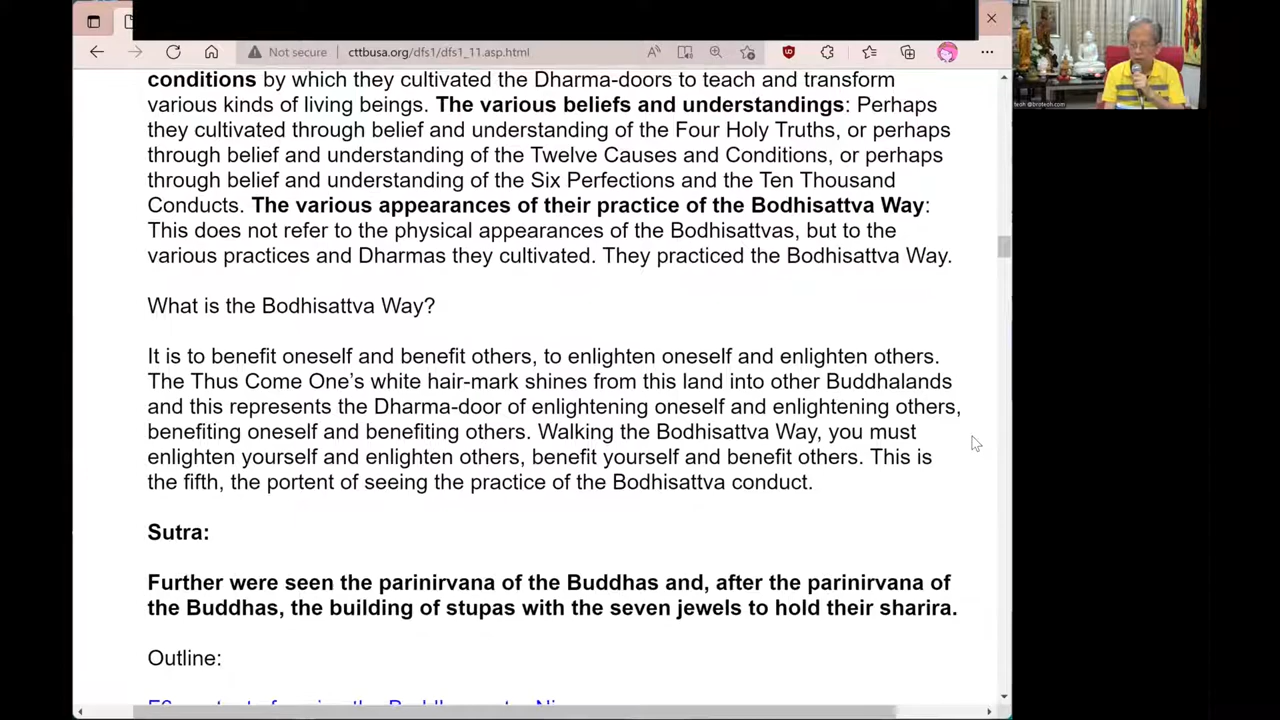 Not secure
cttbusa.org/dfs1/dfs1_11.asp.html
conditions by which they cultivated the Dharma-doors to teach and transform
various kinds of living beings. The various beliefs and understandings: Perhaps
they cultivated through belief and understanding of the Four Holy Truths, or perhaps
through belief and understanding of the Twelve Causes and Conditions, or perhaps
through belief and understanding of the Six Perfections and the Ten Thousand
Conducts. The various appearances of their practice of the Bodhisattva Way:
This does not refer to the physical appearances of the Bodhisattvas, but to the
various practices and Dharmas they cultivated. They practiced the Bodhisattva Way.
What is the Bodhisattva Way?
It is to benefit oneself and benefit others, to enlighten oneself and enlighten others.
The Thus Come One's white hair-mark shines from this land into other Buddhalands
and this represents the Dharma-door of enlightening oneself and enlightening others,
benefiting oneself and benefiting others. Walking the Bodhisattva Way, you must
enlighten yourself and enlighten others, benefit yourself and benefit others. This is
the fifth, the portent of seeing the practice of the Bodhisattva conduct.
Sutra:
Further were seen the parinirvana of the Buddhas and, after the parinirvana of
the Buddhas, the building of stupas with the seven jewels to hold their sharira.
Outline: